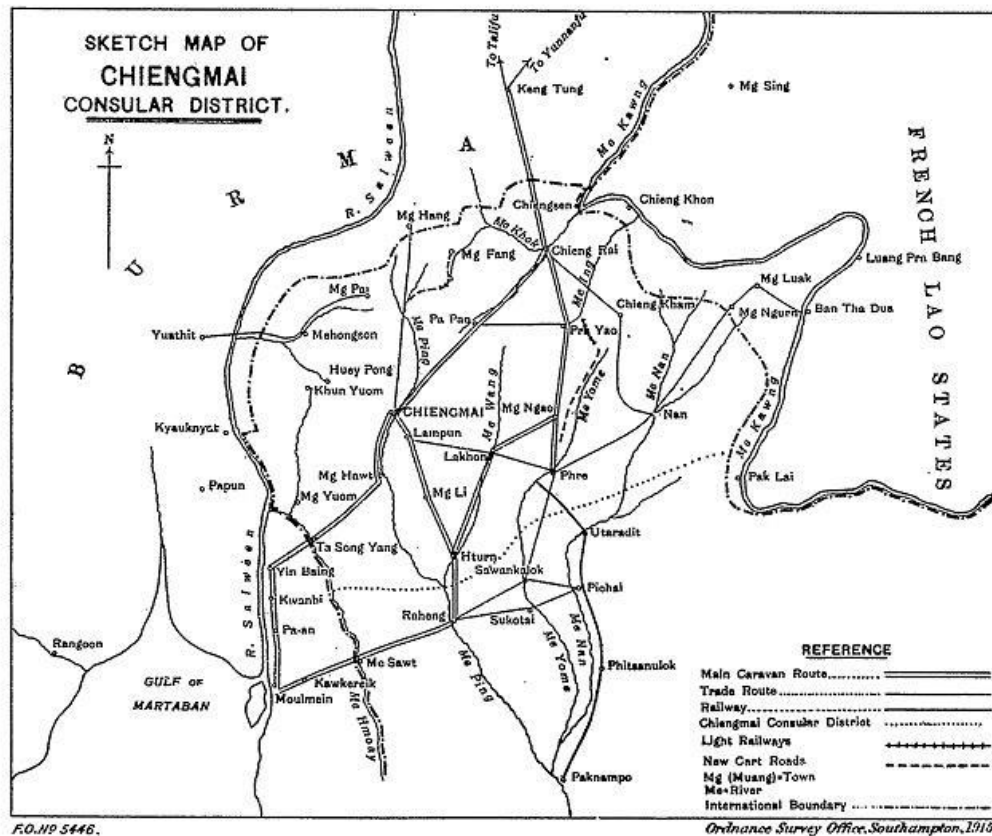 SKETCH MAP OF
CHIENGMAI
CONSULAR DISTRICT.
N
To Talifu
To Yunnanfu
Keng Tung
Me Kawng
Mg Sing
BURMA
R. Salween
FRENCH LAO STATES
Chiengsen
Chieng Khon
Mg Hang
Me Khok
Mg Fang
Chieng Rai
Luang Pra Bang
Mg Pai
Me Ing
Mg Luak
Chieng Kham
Mg Ngurn
Ban Tha Dua
Yuathit
Mehongson
Pa Pan
Pra Yao
Me Ping
Huey Pong
Khun Yuom
Me Wang
Me Yome
Me Nan
Me Kawng
CHIENGMAI
Mg Ngao
Nan
Kyauknyat
Lampun
Lakhon
Papun
Mg Hawt
Phre
Pak Lai
Mg Yuom
Mg Li
Utaradit
Ta Song Yang
Hturn
Sawankalok
Yin Baing
R. Salween
Kwanbi
Pichai
Raheng
Sukotai
Pa-an
Rangoon
Me Sawt
Me Nan
Me Yome
Phitsanulok
Kawkereik
Me Ping
GULF OF
MARTABAN
Moulmein
Me Hmoay
Paknampo
REFERENCE
Main Caravan Route
Trade Route
Railway
Chiengmai Consular District
Light Railways
New Cart Roads
Mg (Muang)=Town
Me=River
International Boundary
F.O. Nº 5446.
Ordnance Survey Office, Southampton, 1915